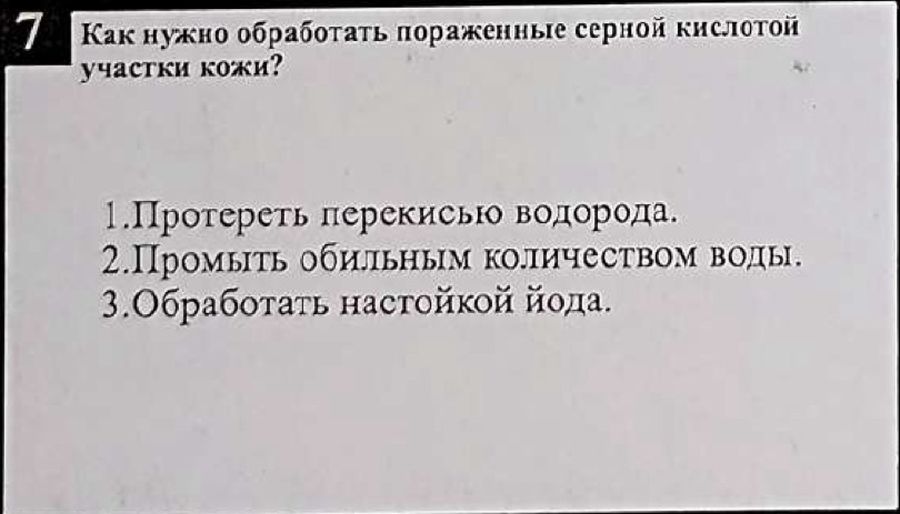 7
Как нужно обработать пораженные серной кислотой
участки кожи?
1.Протереть перекисью водорода.
2.Промыть обильным количеством воды.
3.Обработать настойкой йода.